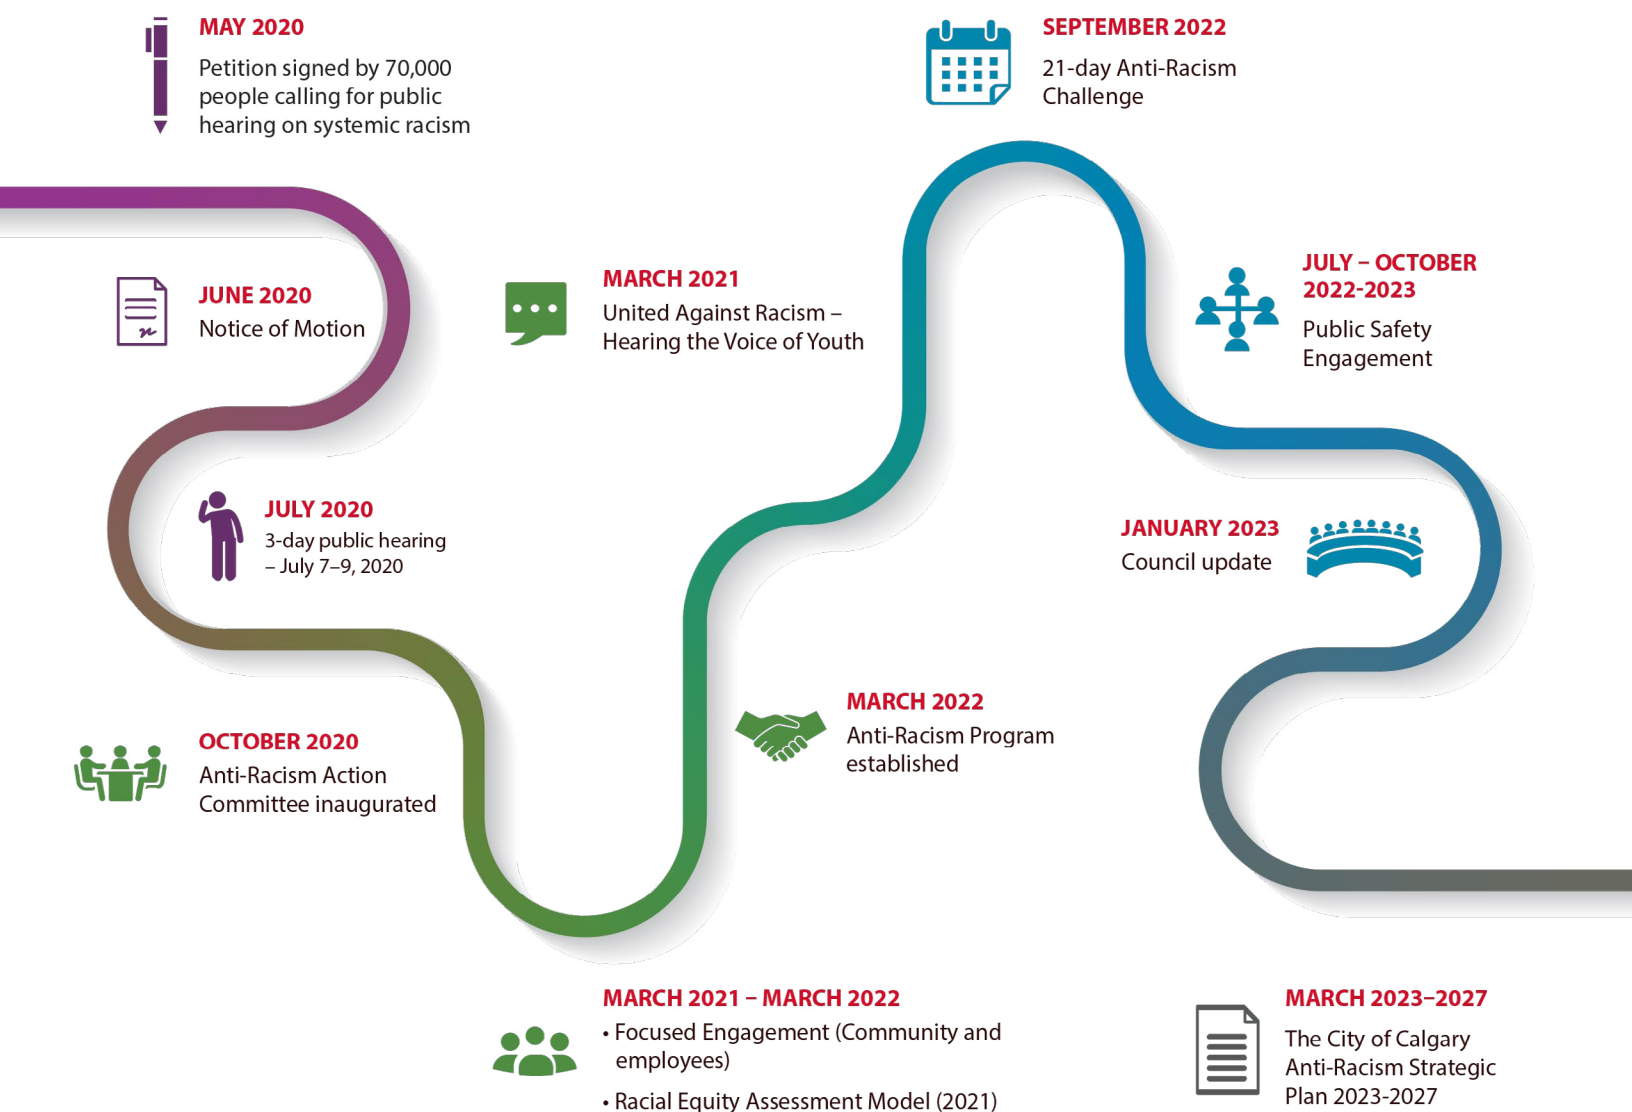 MAY 2020
Petition signed by 70,000
people calling for public
hearing on systemic racism
JUNE 2020
Notice of Motion
JULY 2020
3-day public hearing
– July 7–9, 2020
OCTOBER 2020
Anti-Racism Action
Committee inaugurated
MARCH 2021
United Against Racism –
Hearing the Voice of Youth
MARCH 2021 – MARCH 2022
• Focused Engagement (Community and
employees)
• Racial Equity Assessment Model (2021)
MARCH 2022
Anti-Racism Program
established
SEPTEMBER 2022
21-day Anti-Racism
Challenge
JULY – OCTOBER
2022-2023
Public Safety
Engagement
JANUARY 2023
Council update
MARCH 2023–2027
The City of Calgary
Anti-Racism Strategic
Plan 2023-2027